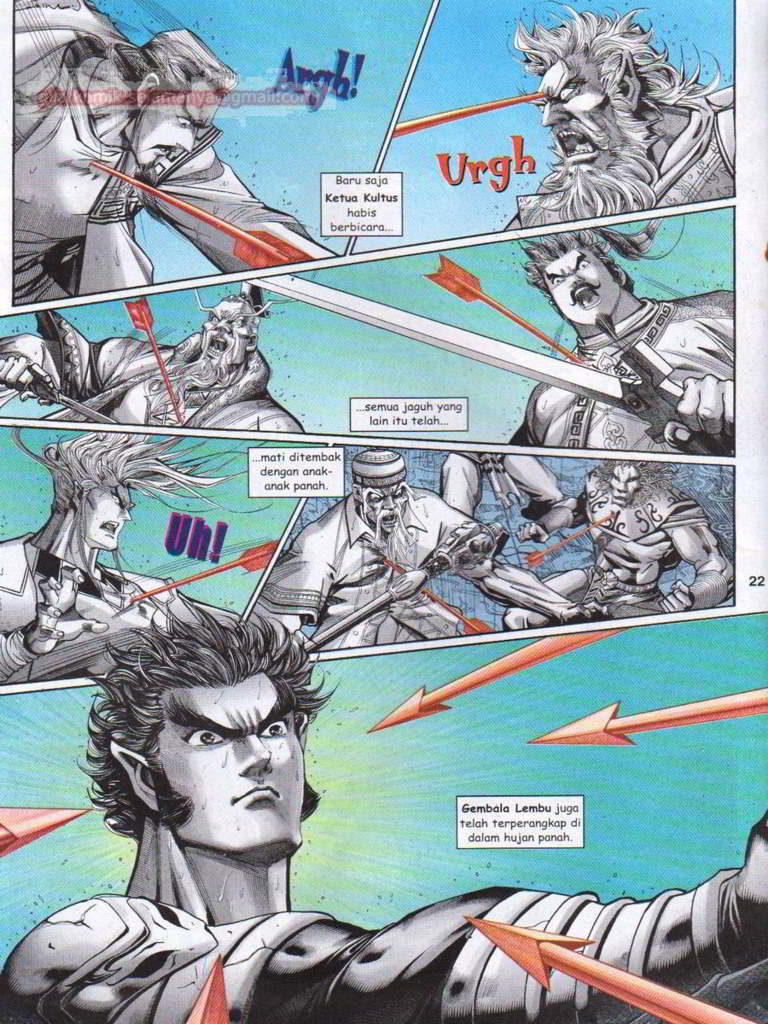 Argh!
Urgh
Baru saja
Ketua Kultus
habis
berbicara...
...semua jaguh yang
lain itu telah...
...mati ditembak
dengan anak-
anak panah.
Uh!
22
Gembala Lembu juga
telah terperangkap di
dalam hujan panah.